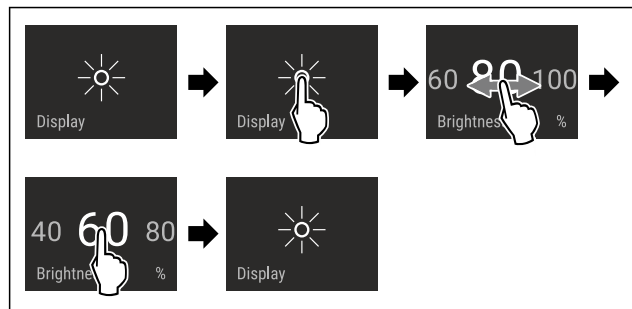 Display
Display
60 80 100
Brightnes %
40 60 80
Brightne %
Display